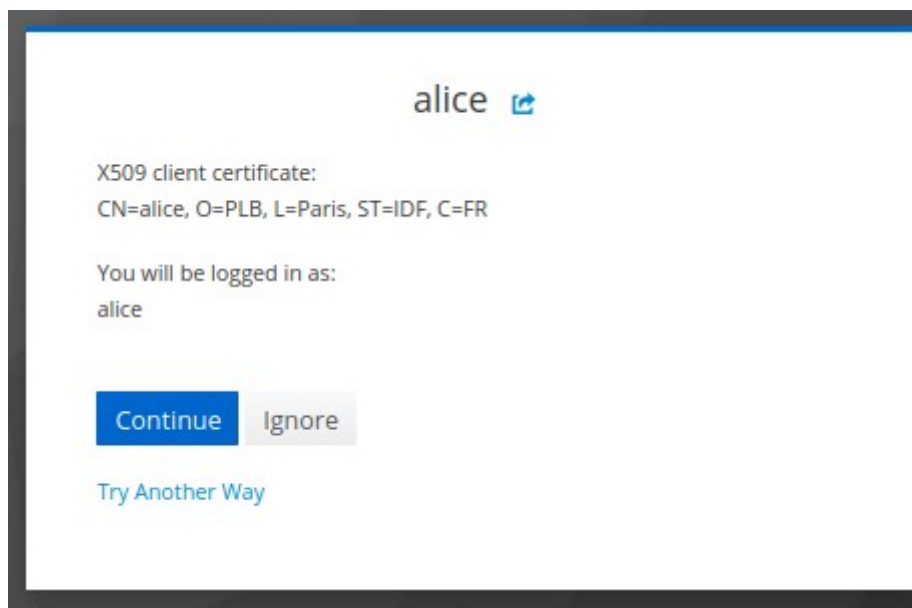 alice
X509 client certificate:
CN=alice, O=PLB, L=Paris, ST=IDF, C=FR
You will be logged in as:
alice
Continue Ignore
Try Another Way